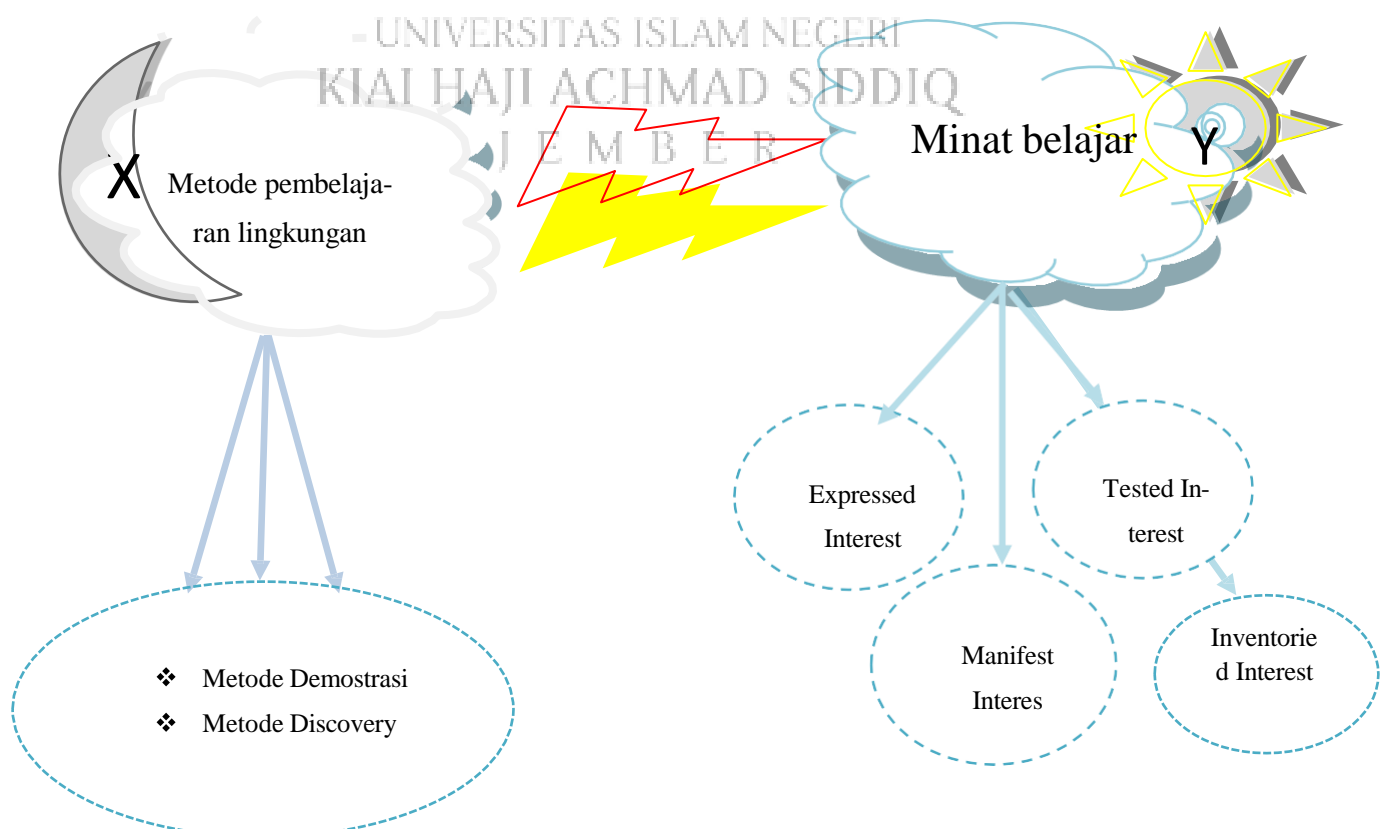 UNIVERSITAS ISLAM NEGERI
KIAI HAJI ACHMAD SIDDIQ
JEMBER
X
Metode pembelaja-
ran lingkungan
Minat belajar
Y
Expressed
Interest
Tested In-
terest
Manifest
Interes
Inventorie
d Interest
❖ Metode Demostrasi
❖ Metode Discovery